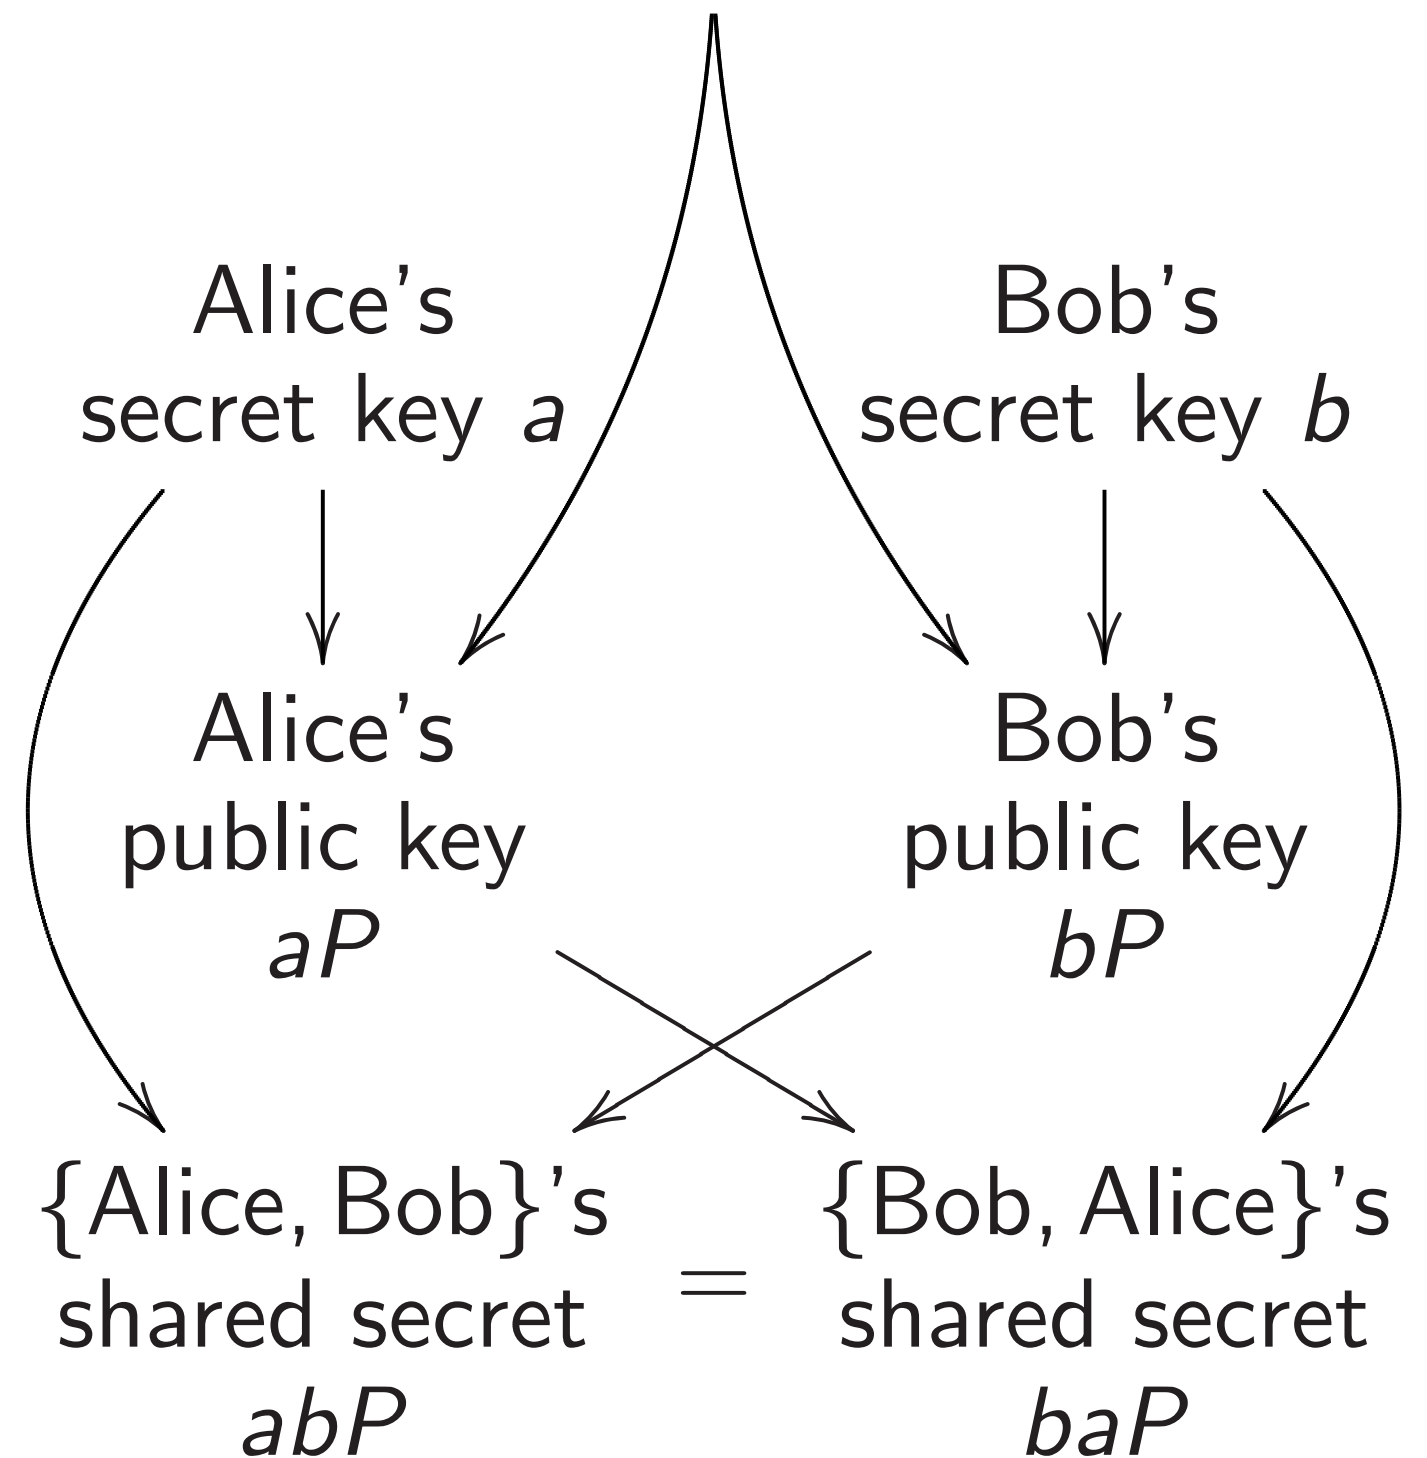 Alice's
secret key a
Bob's
secret key b
Alice's
public key
aP
Bob's
public key
bP
{Alice, Bob}'s
shared secret
abP
=
{Bob, Alice}'s
shared secret
baP